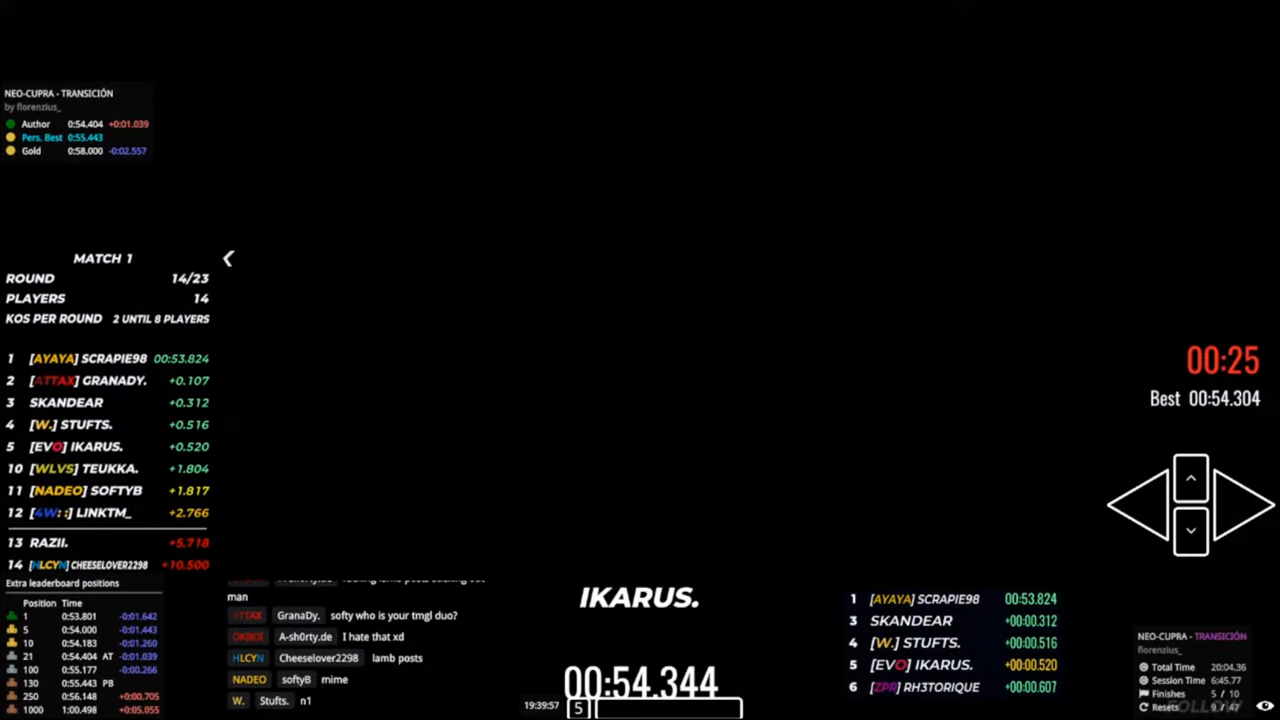 NEO-CUPRA - TRANSICIÓN
by florenzius_
Author 0:54.404 +0:01.039
Pers. Best 0:55.443
Gold 0:58.000 -0:02.557
MATCH 1
ROUND 14/23
PLAYERS 14
KOS PER ROUND 2 UNTIL 8 PLAYERS
1 [AYAYA] SCRAPIE98 00:53.824
2 [ATTAX] GRANADY. +0.107
3 SKANDEAR +0.312
4 [W.] STUFTS. +0.516
5 [EVO] IKARUS. +0.520
10 [WLVS] TEUKKA. +1.804
11 [NADEO] SOFTYB +1.817
12 [4W: :] LINKTM_ +2.766
13 RAZII. +5.718
14 [HLCYN] CHEESELOVER2298 +10.500
Extra leaderboard positions
Position Time
1 0:53.801 -0:01.642
5 0:54.000 -0:01.443
10 0:54.183 -0:01.260
21 0:54.404 AT -0:01.039
100 0:55.177 -0:00.266
130 0:55.443 PB
250 0:56.148 +0:00.705
1000 1:00.498 +0:05.055
man
ATTAX GranaDy. softy who is your tmgl duo?
A-sh0rty.de I hate that xd
HLCYN Cheeselover2298 lamb posts
NADEO softyB mime
W. Stufts. n1
IKARUS.
00:54.344
19:39:57 5
1 [AYAYA] SCRAPIE98 00:53.824
3 SKANDEAR +00:00.312
4 [W.] STUFTS. +00:00.516
5 [EVO] IKARUS. +00:00.520
6 [ZPR] RH3TORIQUE +00:00.607
00:25
Best 00:54.304
NEO-CUPRA - TRANSICIÓN
florenzius_
Total Time 20:04.36
Session Time 6:45.77
Finishes 5 / 10
Resets 9 / 47
FOLLOW